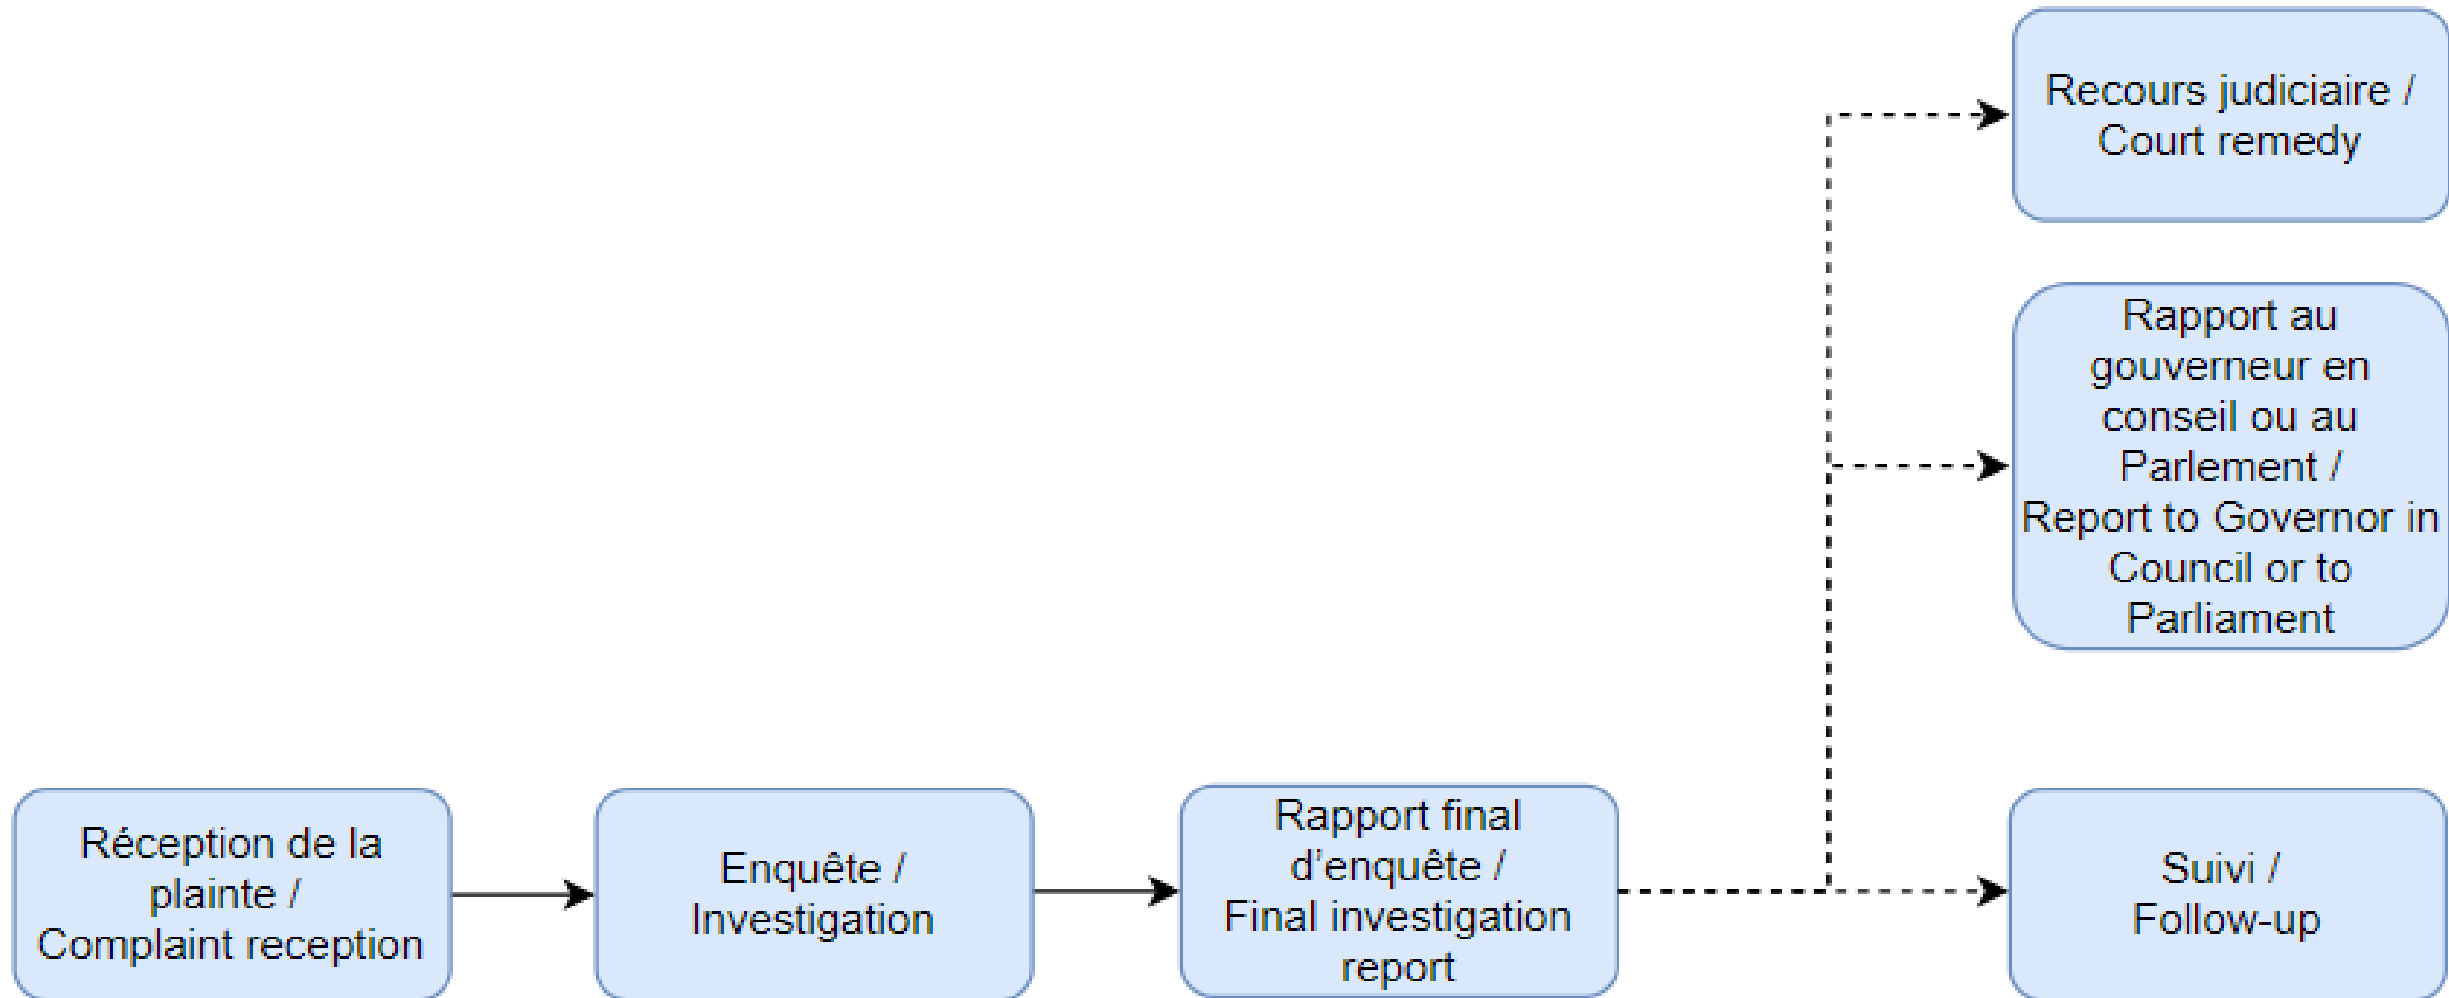 Recours judiciaire /
Court remedy
Rapport au
gouverneur en
conseil ou au
Parlement /
Report to Governor in
Council or to
Parliament
Réception de la
plainte /
Complaint reception
Enquête /
Investigation
Rapport final
d'enquête /
Final investigation
report
Suivi /
Follow-up